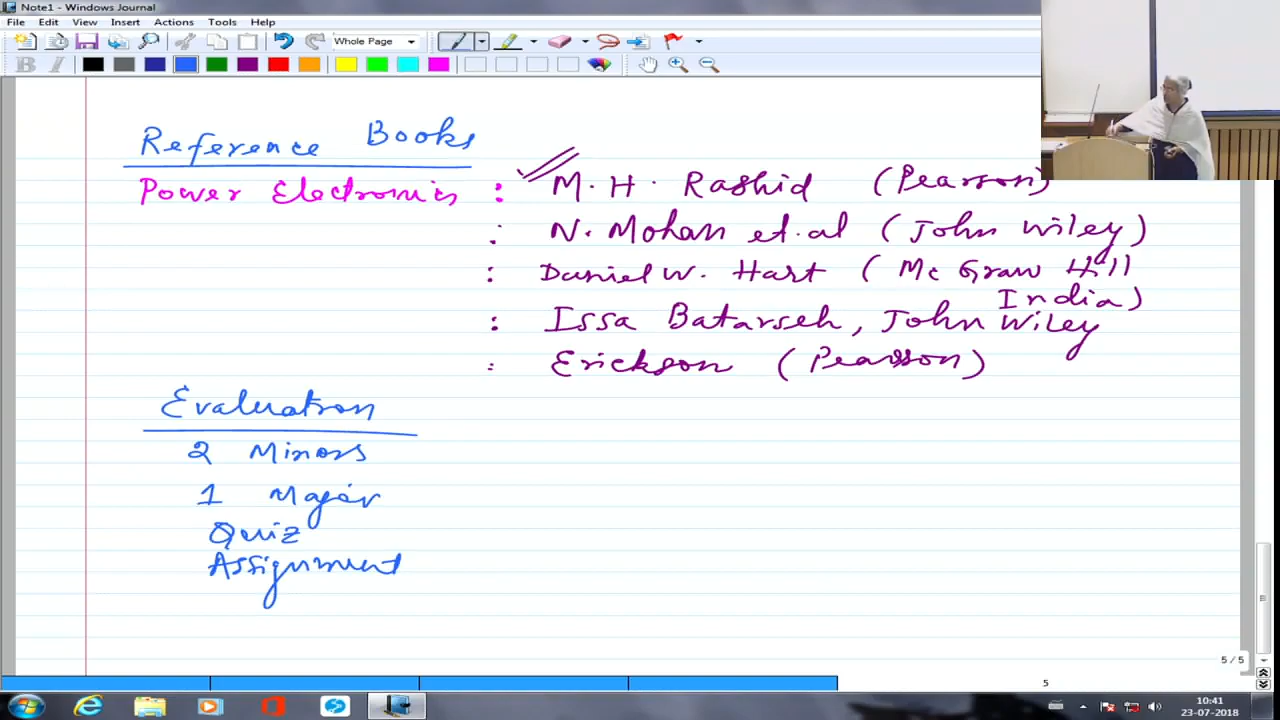 Note1 - Windows Journal
File Edit View Insert Actions Tools Help
Whole Page
B I
Reference Books
Power Electronics : M. H. Rashid (Pearson)
: N. Mohan et. al (John Wiley)
: Daniel W. Hart (Mc Graw Hill
India)
: Issa Batarseh, John Wiley
: Erickson (Pearson)
Evaluation
2 Minors
1 Major
Quiz
Assignment
5 / 5
5
10:41
23-07-2018